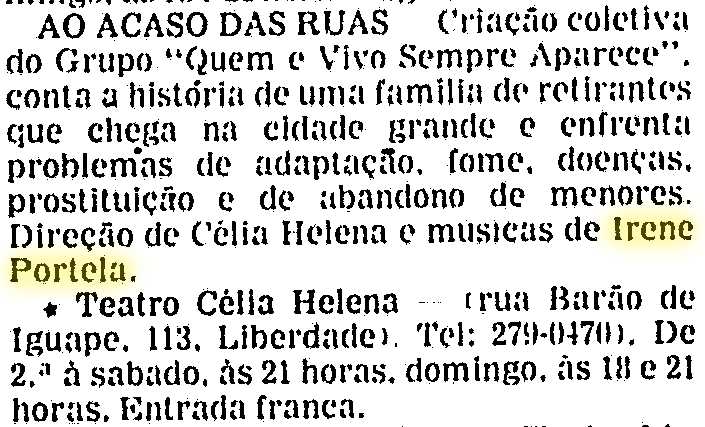 AO ACASO DAS RUAS Criação coletiva
do Grupo "Quem e Vivo Sempre Aparece",
conta a história de uma familia de retirantes
que chega na cidade grande e enfrenta
problemas de adaptação, fome, doenças,
prostituição e de abandono de menores.
Direção de Célia Helena e musicas de Irene
Portela.
★ Teatro Célia Helena — (rua Barão de
Iguape, 113, Liberdade). Tel: 279-0470). De
2.ª à sabado, às 21 horas, domingo, às 18 e 21
horas. Entrada franca.